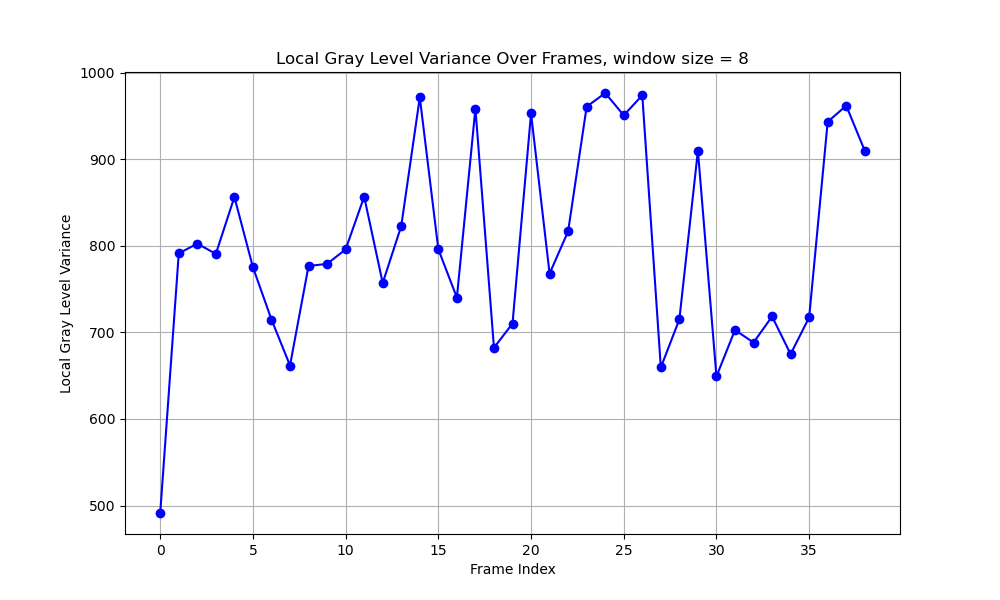 Local Gray Level Variance Over Frames, window size = 8
1000
900
800
700
600
500
Local Gray Level Variance
0 5 10 15 20 25 30 35
Frame Index